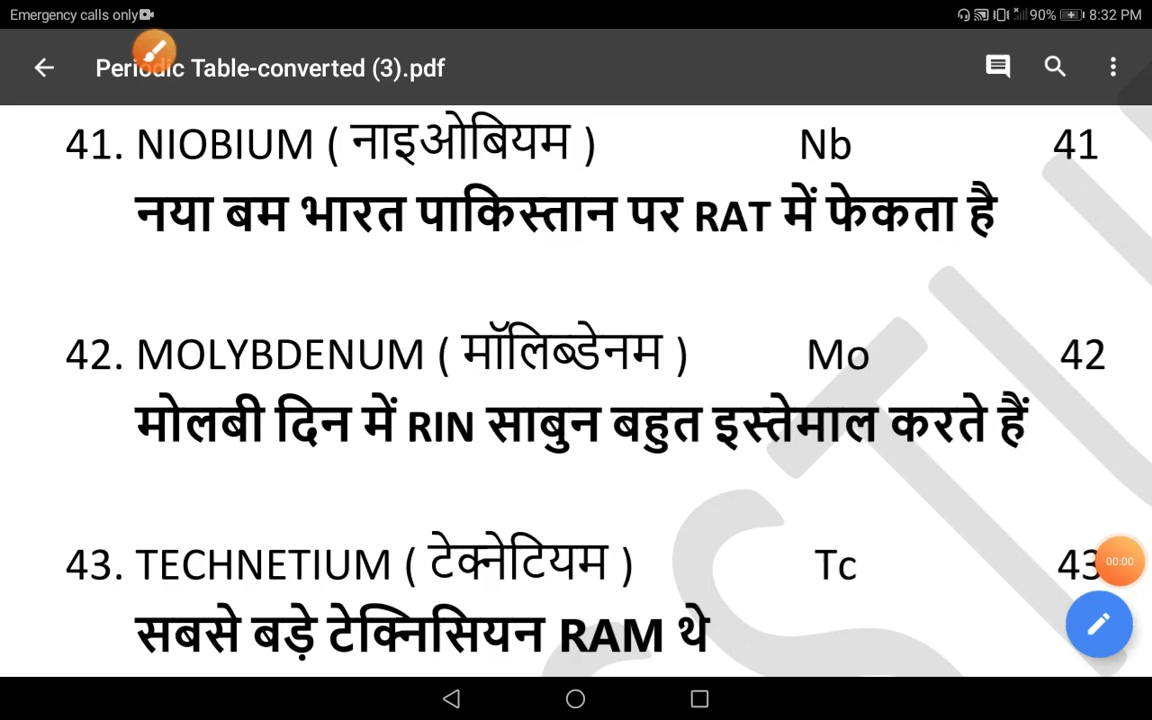 Emergency calls only 90% 8:32 PM
Periodic Table-converted (3).pdf
41. NIOBIUM ( नाइओबियम ) Nb 41
नया बम भारत पाकिस्तान पर RAT में फेकता है
42. MOLYBDENUM ( मॉलिब्डेनम ) Mo 42
मोलबी दिन में RIN साबुन बहुत इस्तेमाल करते हैं
43. TECHNETIUM ( टेक्नेटियम ) Tc 43
00:00
सबसे बड़े टेक्निसियन RAM थे